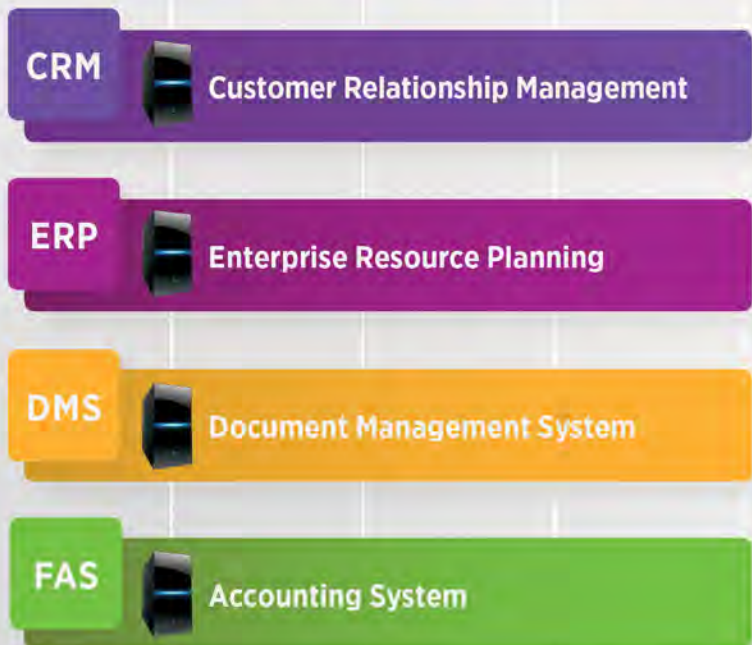 CRM
Customer Relationship Management
ERP
Enterprise Resource Planning
DMS
Document Management System
FAS
Accounting System